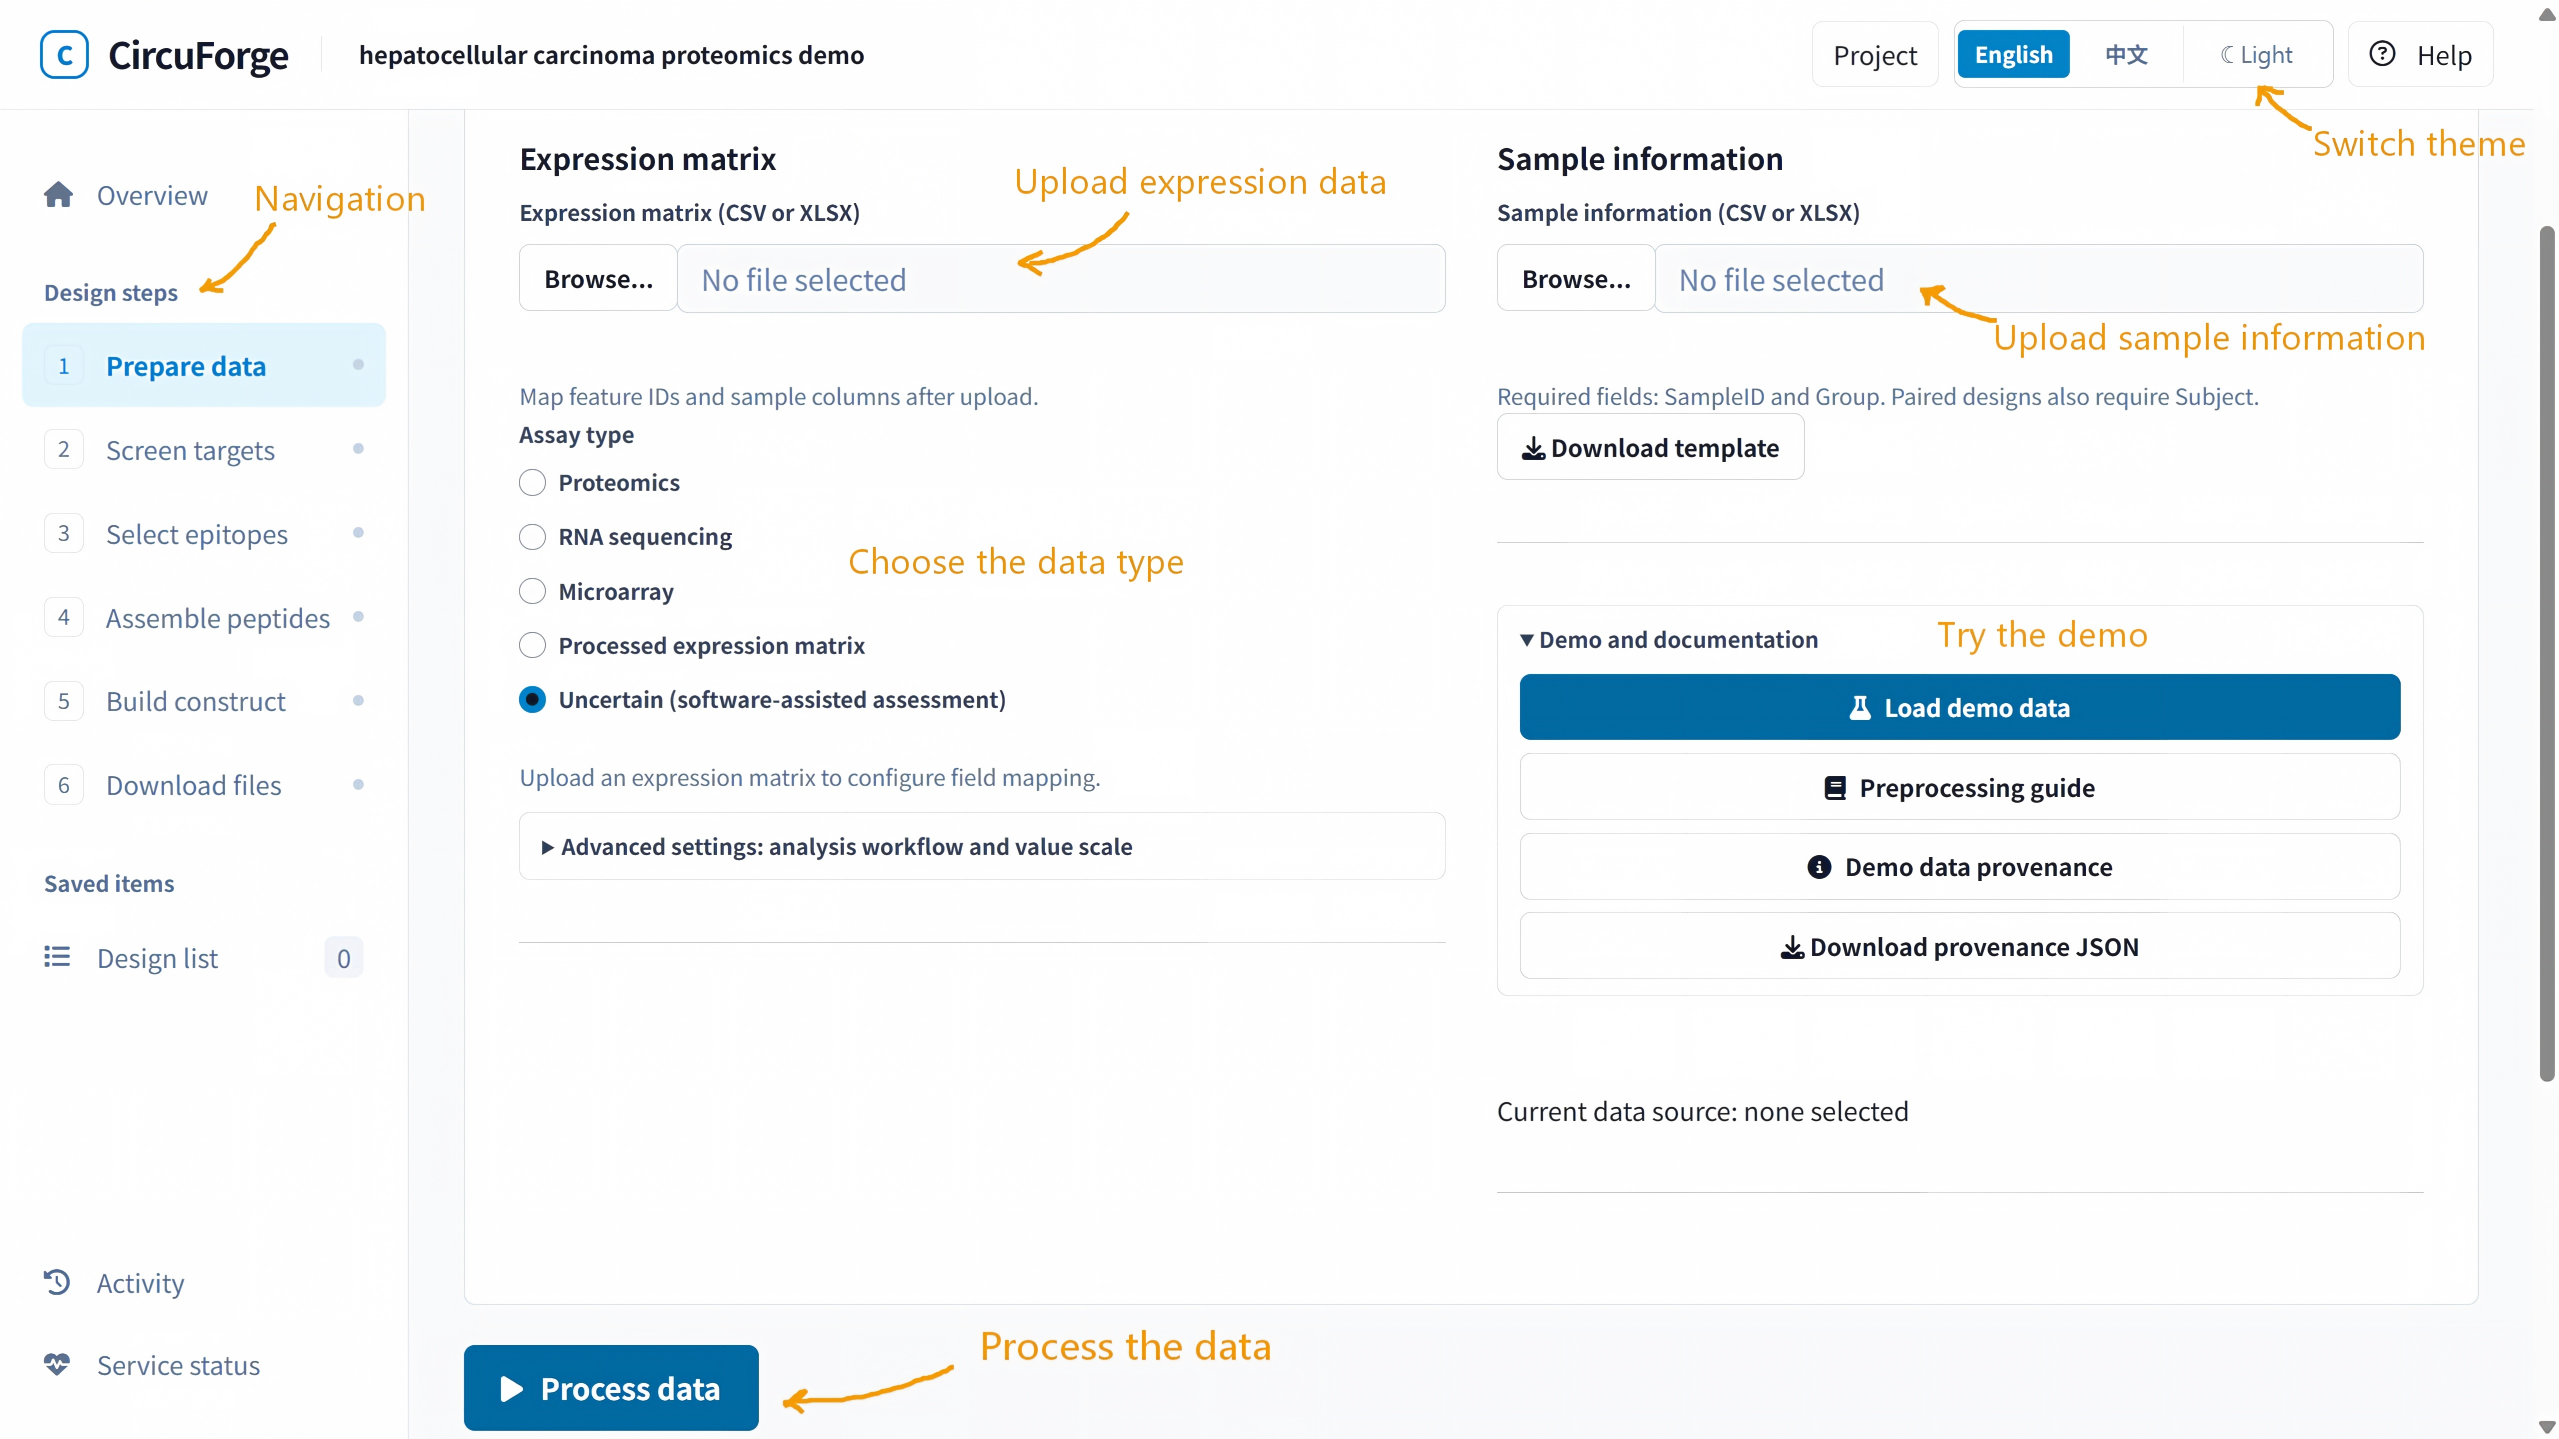 C CircuForge
hepatocellular carcinoma proteomics demo
Project
English
中文
Light
Help
Switch theme
Overview
Navigation
Design steps
1 Prepare data
2 Screen targets
3 Select epitopes
4 Assemble peptides
5 Build construct
6 Download files
Saved items
Design list 0
Activity
Service status
Expression matrix
Upload expression data
Expression matrix (CSV or XLSX)
Browse... No file selected
Map feature IDs and sample columns after upload.
Assay type
Proteomics
RNA sequencing
Choose the data type
Microarray
Processed expression matrix
Uncertain (software-assisted assessment)
Upload an expression matrix to configure field mapping.
Advanced settings: analysis workflow and value scale
Sample information
Sample information (CSV or XLSX)
Browse... No file selected
Upload sample information
Required fields: SampleID and Group. Paired designs also require Subject.
Download template
Demo and documentation
Try the demo
Load demo data
Preprocessing guide
Demo data provenance
Download provenance JSON
Current data source: none selected
Process the data
Process data